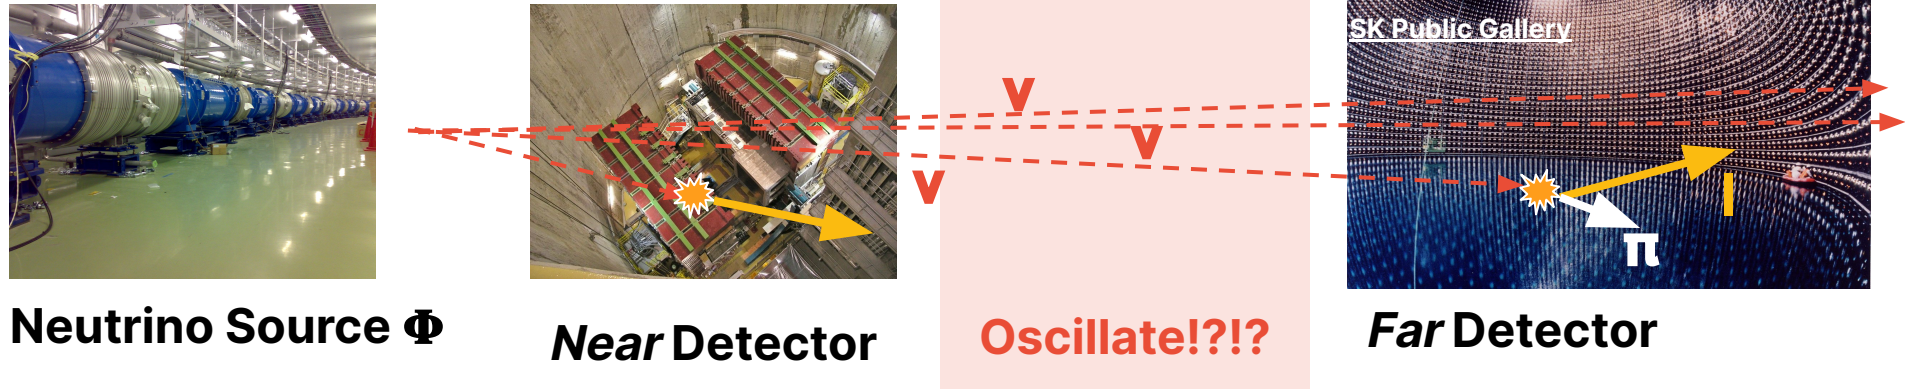 SK Public Gallery
ν
ν
ν
l
π
Neutrino Source Φ
Near Detector
Oscillate!?!?
Far Detector